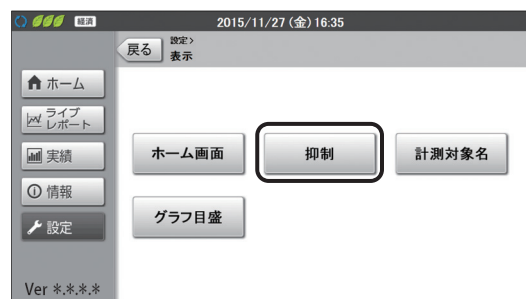 経済 2015/11/27(金)16:35
戻る 設定>
表示
ホーム
ライブ
レポート
実績
情報
設定
ホーム画面 抑制 計測対象名
グラフ目盛
Ver *.*.*.*